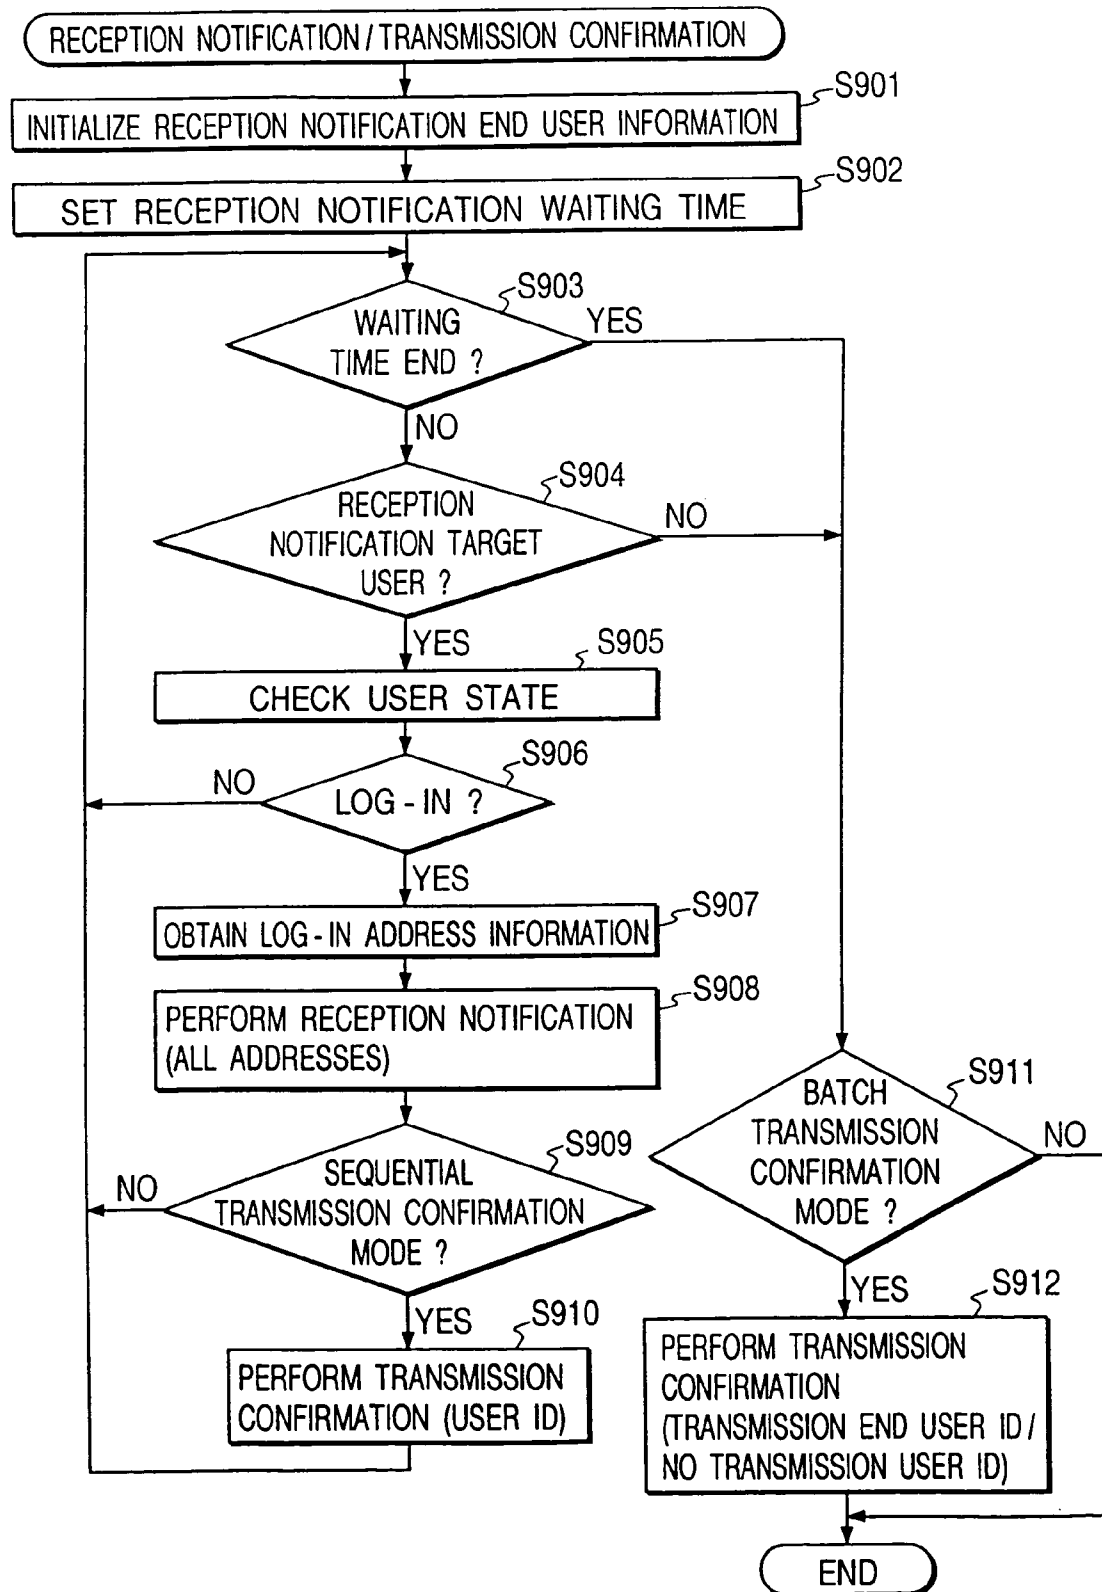 RECEPTION NOTIFICATION/TRANSMISSION CONFIRMATION
S901
INITIALIZE RECEPTION NOTIFICATION END USER INFORMATION
S902
SET RECEPTION NOTIFICATION WAITING TIME
S903
WAITING
TIME END ?
YES
NO
S904
RECEPTION
NOTIFICATION TARGET
USER ?
NO
YES
S905
CHECK USER STATE
S906
NO
LOG-IN ?
YES
S907
OBTAIN LOG-IN ADDRESS INFORMATION
S908
PERFORM RECEPTION NOTIFICATION
(ALL ADDRESSES)
S909
SEQUENTIAL
TRANSMISSION CONFIRMATION
MODE ?
NO
YES
S910
PERFORM TRANSMISSION
CONFIRMATION (USER ID)
S911
BATCH
TRANSMISSION
CONFIRMATION
MODE ?
NO
YES
S912
PERFORM TRANSMISSION
CONFIRMATION
(TRANSMISSION END USER ID/
NO TRANSMISSION USER ID)
END